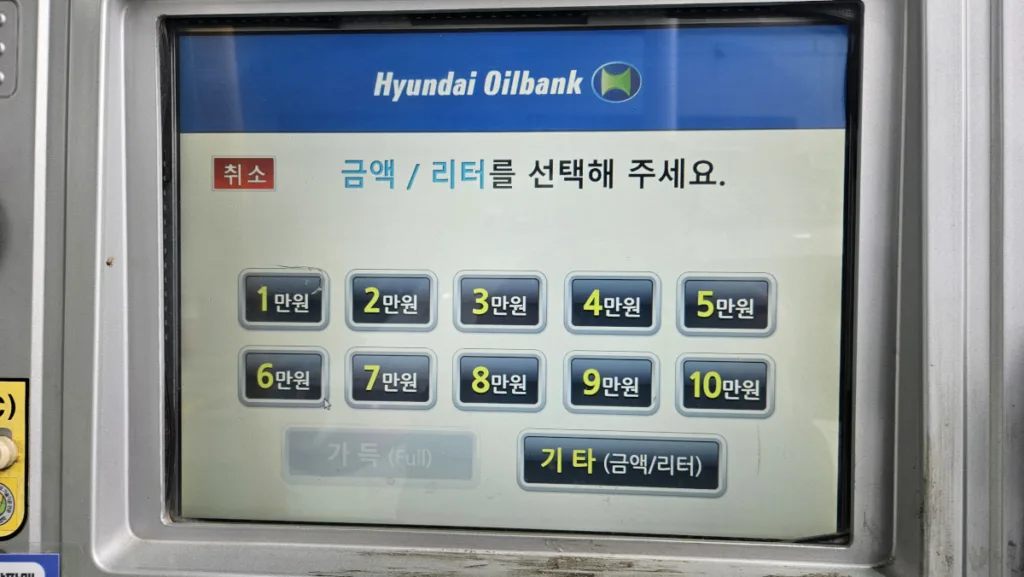 Hyundai Oilbank
취소
금액 / 리터를 선택해 주세요.
1만원 2만원 3만원 4만원 5만원
6만원 7만원 8만원 9만원 10만원
가득 (Full) 기타 (금액/리터)
C)